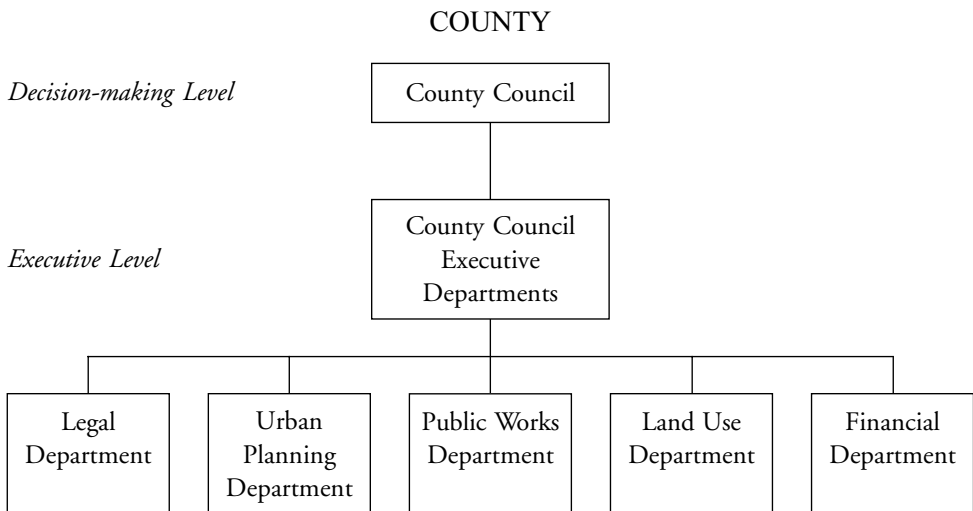 COUNTY
Decision-making Level
County Council
Executive Level
County Council
Executive
Departments
Legal
Department
Urban
Planning
Department
Public Works
Department
Land Use
Department
Financial
Department